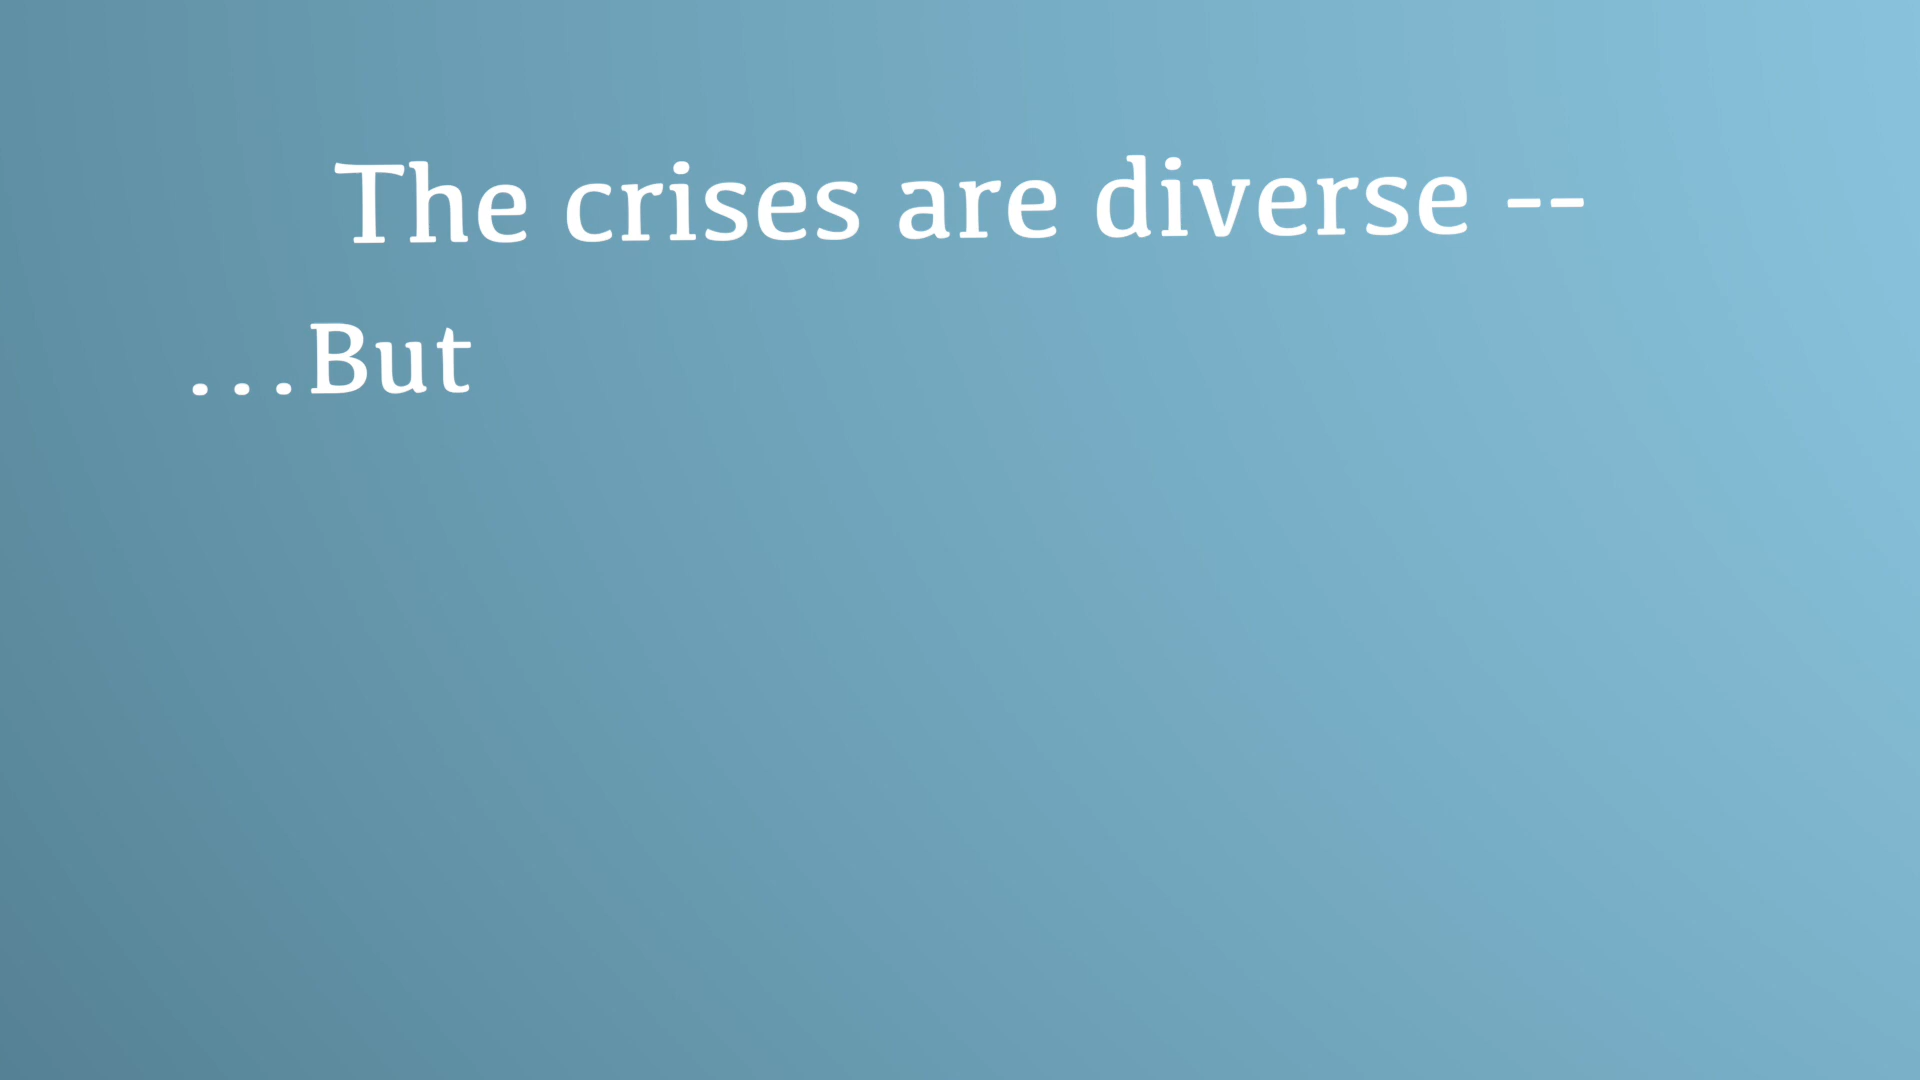 The crises are diverse --
...But